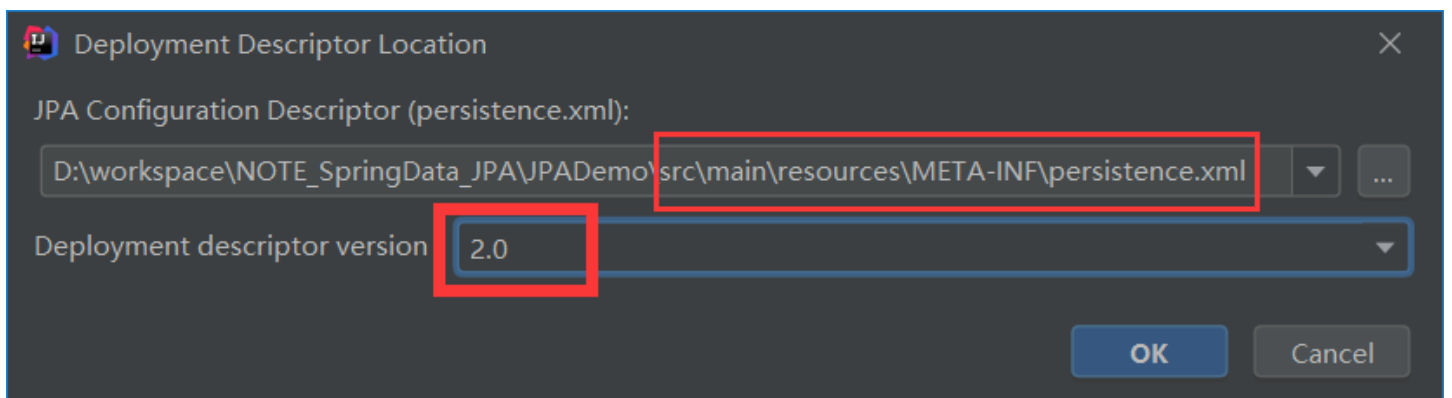 Deployment Descriptor Location
JPA Configuration Descriptor (persistence.xml):
D:\workspace\NOTE_SpringData_JPA\JPADemo\src\main\resources\META-INF\persistence.xml
...
Deployment descriptor version
2.0
OK
Cancel